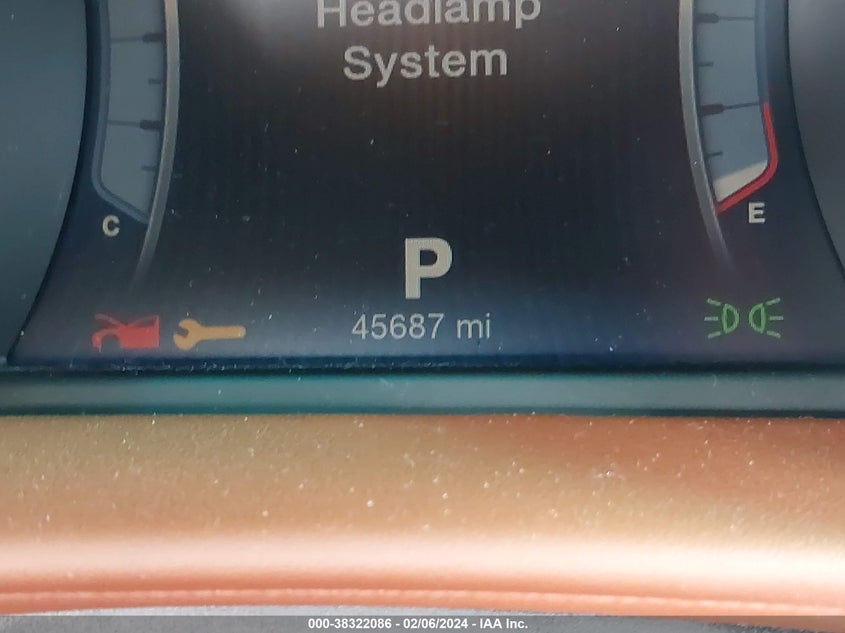 Headlamp
System
C
E
P
45687 mi
000-38322086 - 02/06/2024 - IAA Inc.